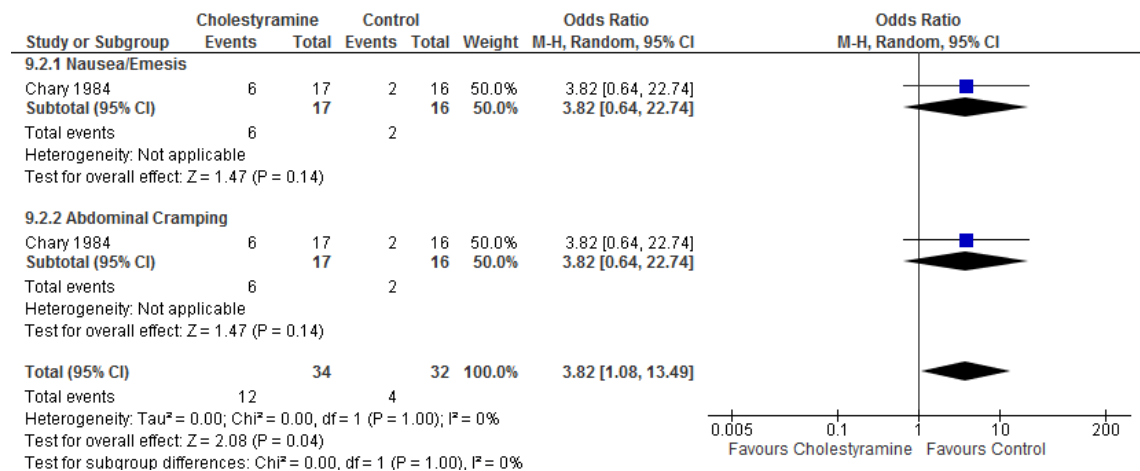 Cholestyramine Control Odds Ratio Odds Ratio
Study or Subgroup Events Total Events Total Weight M-H, Random, 95% CI M-H, Random, 95% CI
9.2.1 Nausea/Emesis
Chary 1984 6 17 2 16 50.0% 3.82 [0.64, 22.74]
Subtotal (95% CI) 17 16 50.0% 3.82 [0.64, 22.74]
Total events 6 2
Heterogeneity: Not applicable
Test for overall effect: Z = 1.47 (P = 0.14)
9.2.2 Abdominal Cramping
Chary 1984 6 17 2 16 50.0% 3.82 [0.64, 22.74]
Subtotal (95% CI) 17 16 50.0% 3.82 [0.64, 22.74]
Total events 6 2
Heterogeneity: Not applicable
Test for overall effect: Z = 1.47 (P = 0.14)
Total (95% CI) 34 32 100.0% 3.82 [1.08, 13.49]
Total events 12 4
Heterogeneity: Tau² = 0.00; Chi² = 0.00, df = 1 (P = 1.00); I² = 0%
Test for overall effect: Z = 2.08 (P = 0.04)
Test for subgroup differences: Chi² = 0.00, df = 1 (P = 1.00), I² = 0%
0.005 0.1 1 10 200
Favours Cholestyramine Favours Control